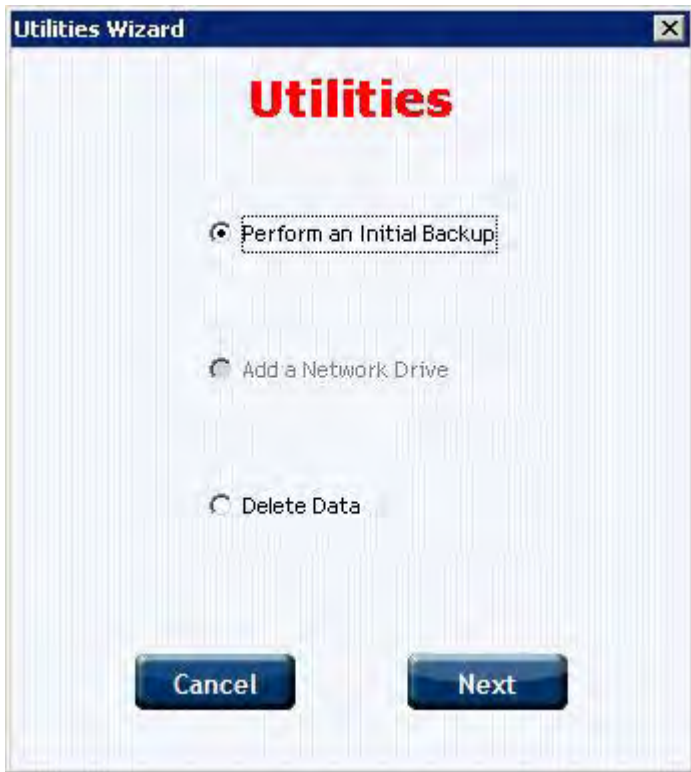 Utilities Wizard
Utilities
Perform an Initial Backup
Add a Network Drive
Delete Data
Cancel
Next